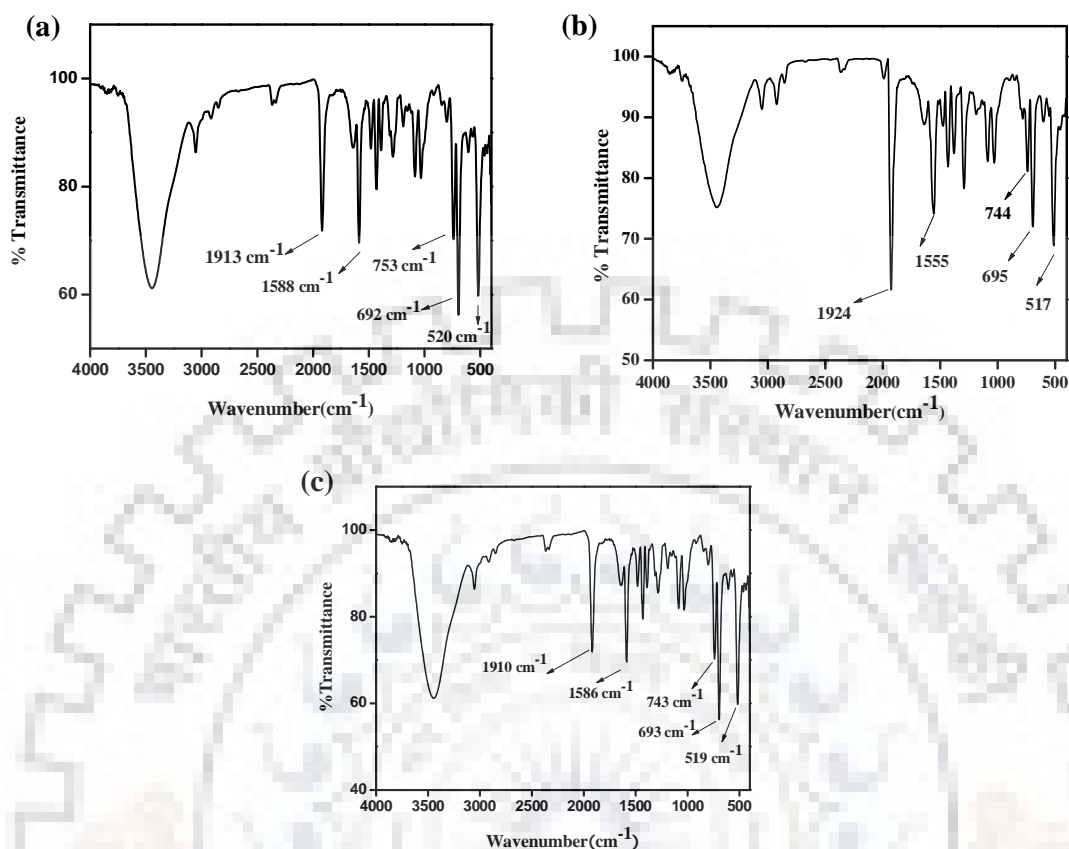 (a)
% Transmittance
100
80
60
1913 cm-1
1588 cm-1
753 cm-1
692 cm-1
520 cm-1
4000 3500 3000 2500 2000 1500 1000 500
Wavenumber(cm-1)
(b)
% Transmittance
100
90
80
70
60
50
1924
1555
744
695
517
4000 3500 3000 2500 2000 1500 1000 500
Wavenumber(cm-1)
(c)
%Transmittance
100
80
60
40
1910 cm-1
1586 cm-1
743 cm-1
693 cm-1
519 cm-1
4000 3500 3000 2500 2000 1500 1000 500
Wavenumber(cm-1)